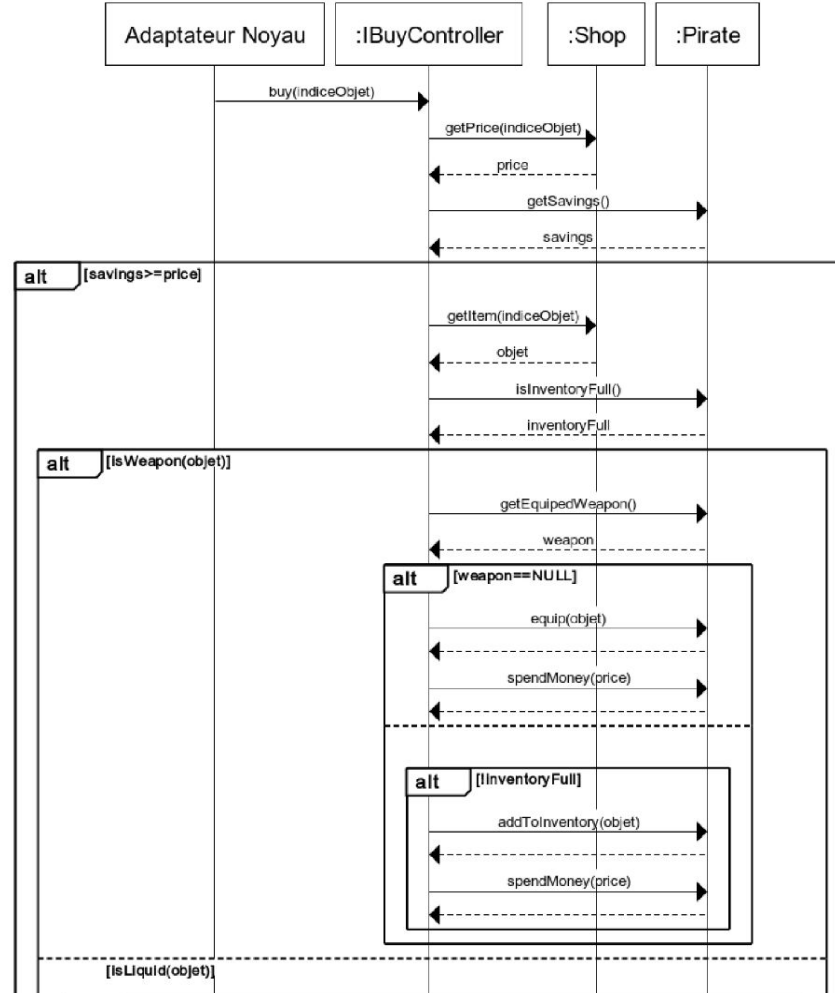 Adaptateur Noyau :IBuyController :Shop :Pirate
buy(indiceObjet)
getPrice(indiceObjet)
price
getSavings()
savings
alt [savings>=price]
getItem(indiceObjet)
objet
isInventoryFull()
inventoryFull
alt [isWeapon(objet)]
getEquipedWeapon()
weapon
alt [weapon==NULL]
equip(objet)
spendMoney(price)
alt [!inventoryFull]
addToInventory(objet)
spendMoney(price)
[isLiquid(objet)]